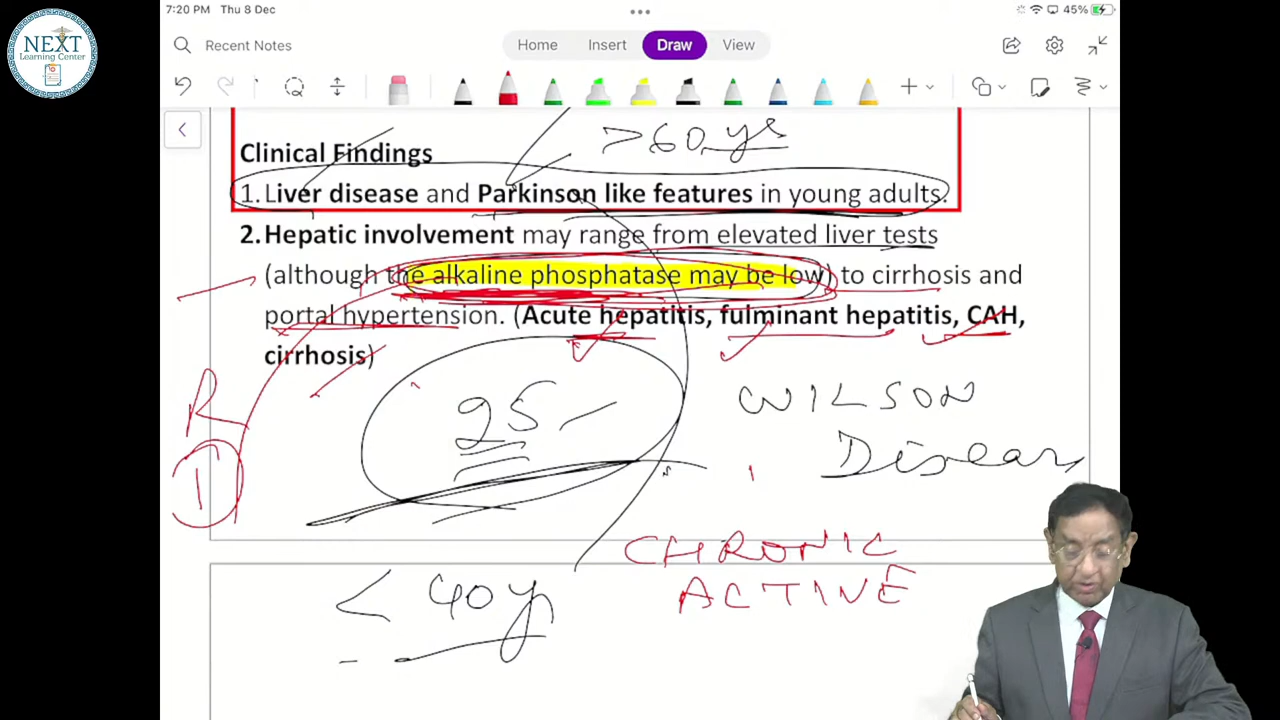 7:20 PM Thu 8 Dec
45%
NEXT
Learning Center
Recent Notes
Home Insert Draw View
>60 ys
Clinical Findings
1. Liver disease and Parkinson like features in young adults.
2. Hepatic involvement may range from elevated liver tests
(although the alkaline phosphatase may be low) to cirrhosis and
portal hypertension. (Acute hepatitis, fulminant hepatitis, CAH,
cirrhosis)
25
WILSON
Disease
CHRONIC
ACTIVE
< 40 y